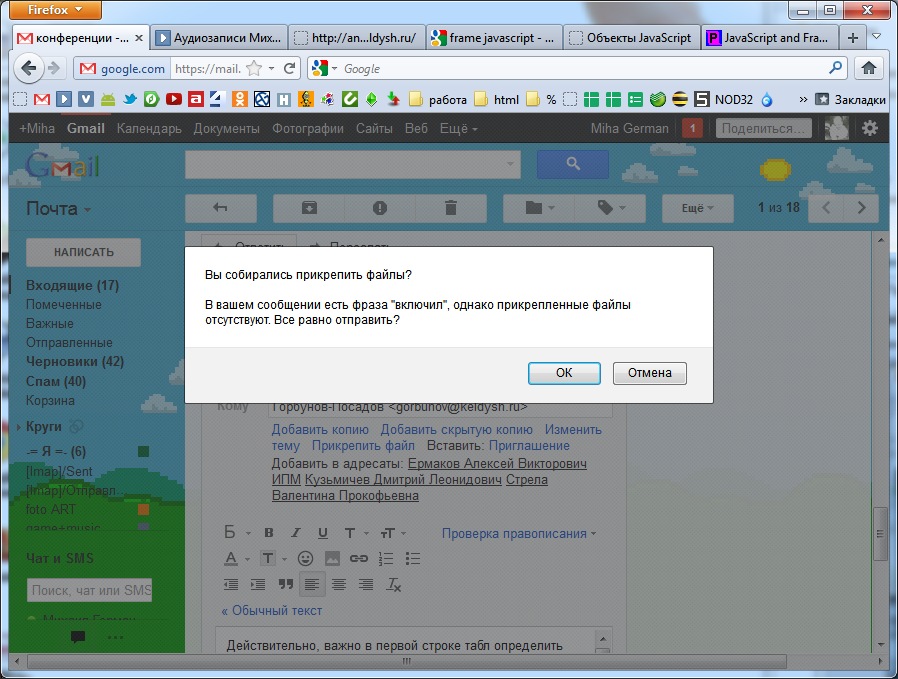 Firefox
конференции -...
Аудиозаписи Мих...
http://an...ldysh.ru/
frame javascript - ...
Объекты JavaScript
JavaScript and Fra...
google.com
https://mail.
Google
работа
html
%
NOD32
»
Закладки
+Miha Gmail Календарь Документы Фотографии Сайты Веб Ещё
Miha German
1
Поделиться...
Gmail
Почта
Ещё
1 из 18
НАПИСАТЬ
Ответить
Переслать
Входящие (17)
Помеченные
Важные
Отправленные
Черновики (42)
Спам (40)
Корзина
Круги
-= Я =- (6)
[Imap]/Sent
[Imap]/Отправл...
foto ART
game+music
Чат и SMS
Поиск, чат или SMS
Вы собирались прикрепить файлы?
В вашем сообщении есть фраза "включил", однако прикрепленные файлы
отсутствуют. Все равно отправить?
OK
Отмена
Кому
Горбунов-Посадов <gorbunov@keldysh.ru>
Добавить копию Добавить скрытую копию Изменить
тему Прикрепить файл Вставить: Приглашение
Добавить в адресаты: Ермаков Алексей Викторович
ИПМ Кузьмичев Дмитрий Леонидович Стрела
Валентина Прокофьевна
Б B I U T тT
Проверка правописания
A T
« Обычный текст
Действительно, важно в первой строке табл определить